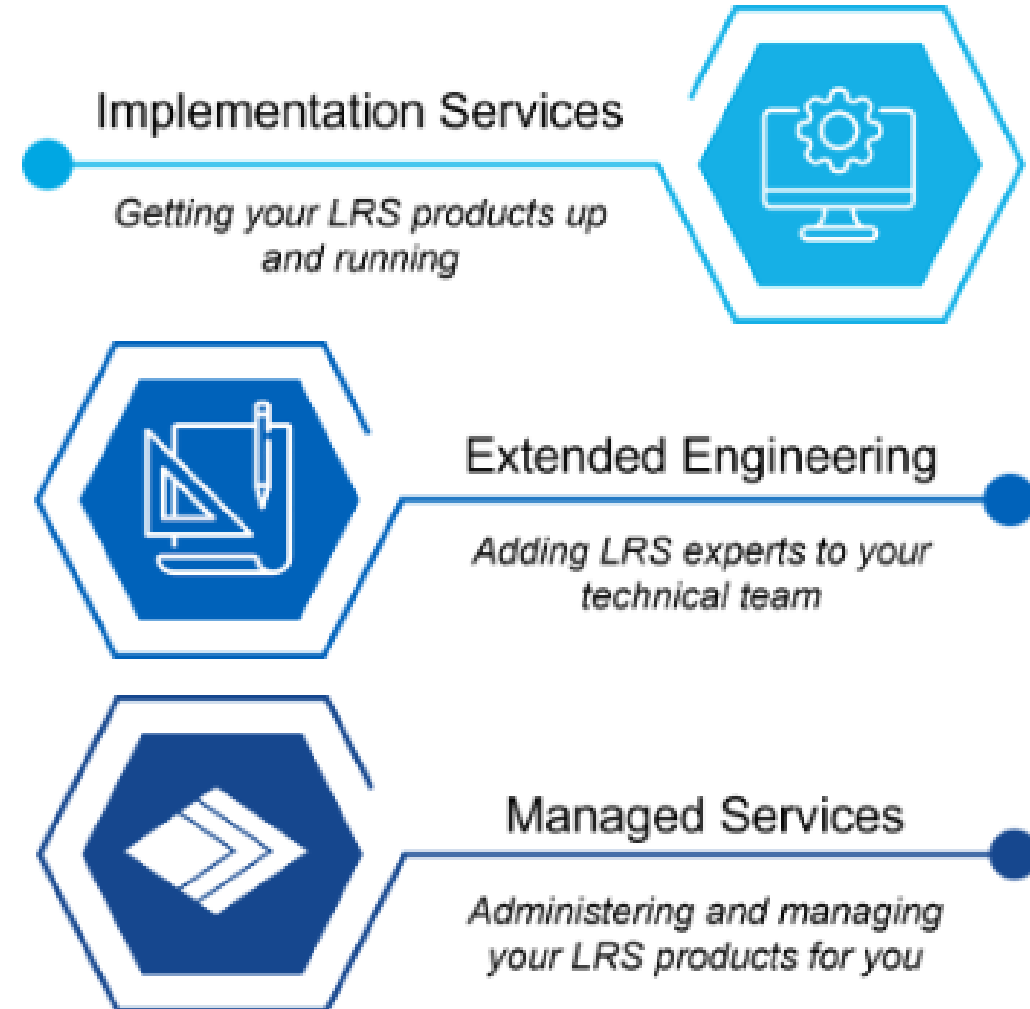 Implementation Services
Getting your LRS products up
and running
Extended Engineering
Adding LRS experts to your
technical team
Managed Services
Administering and managing
your LRS products for you